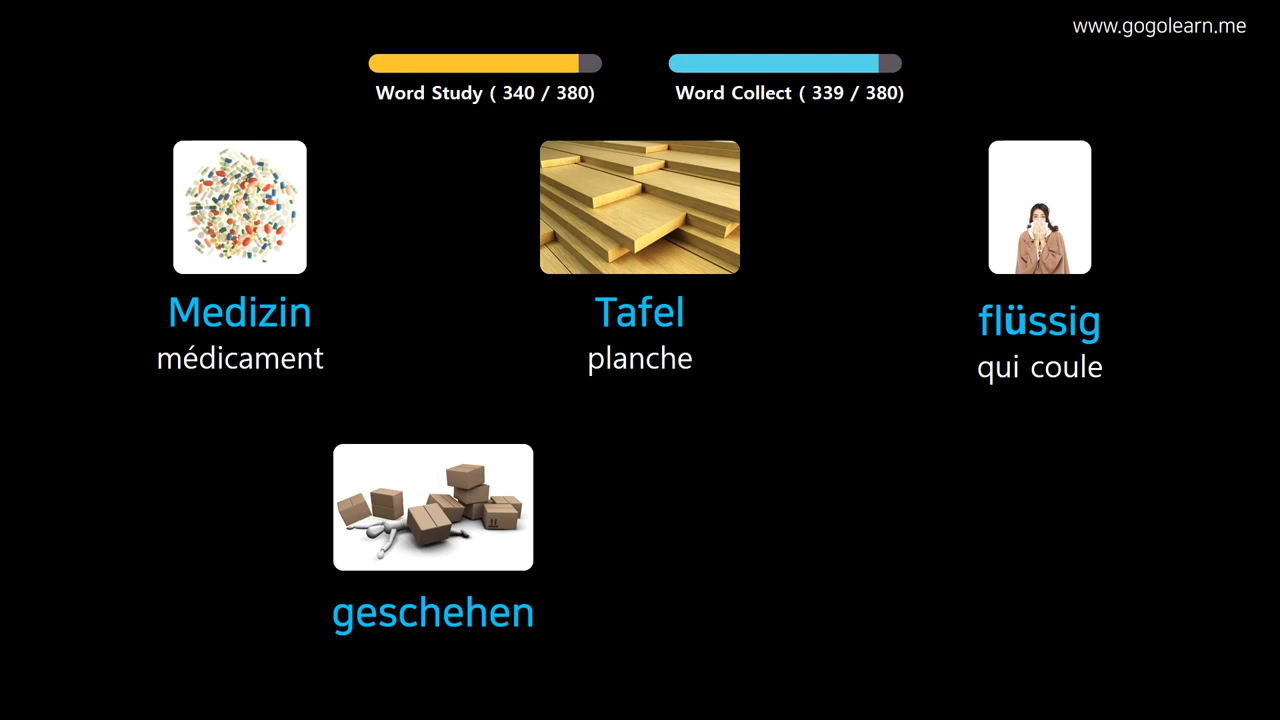 www.gogolearn.me
Word Study ( 340 / 380)
Word Collect ( 339 / 380)
Medizin
médicament
Tafel
planche
flüssig
qui coule
geschehen